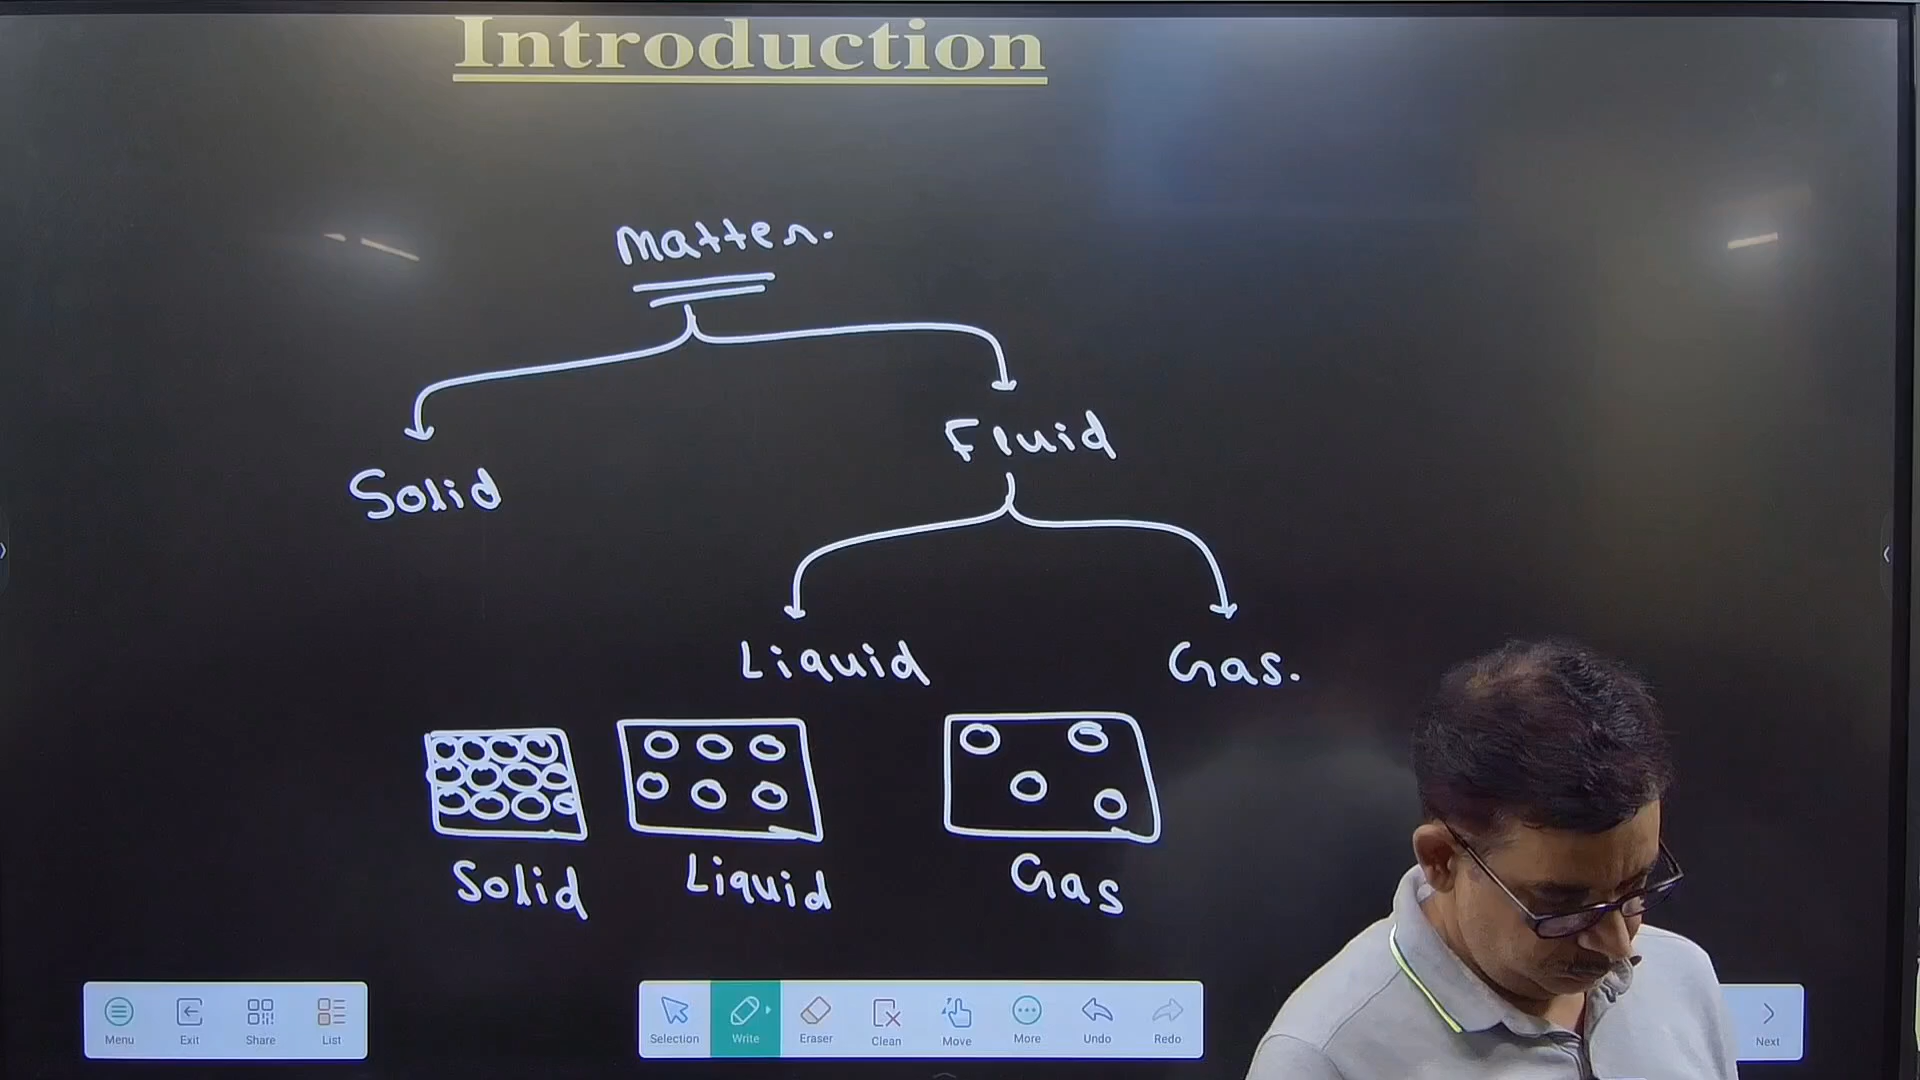 Introduction
Matter.
Solid
Fluid
Liquid
Gas.
Solid
Liquid
Gas
Menu
Exit
Share
List
Selection
Write
Eraser
Clean
Move
More
Undo
Redo
Next